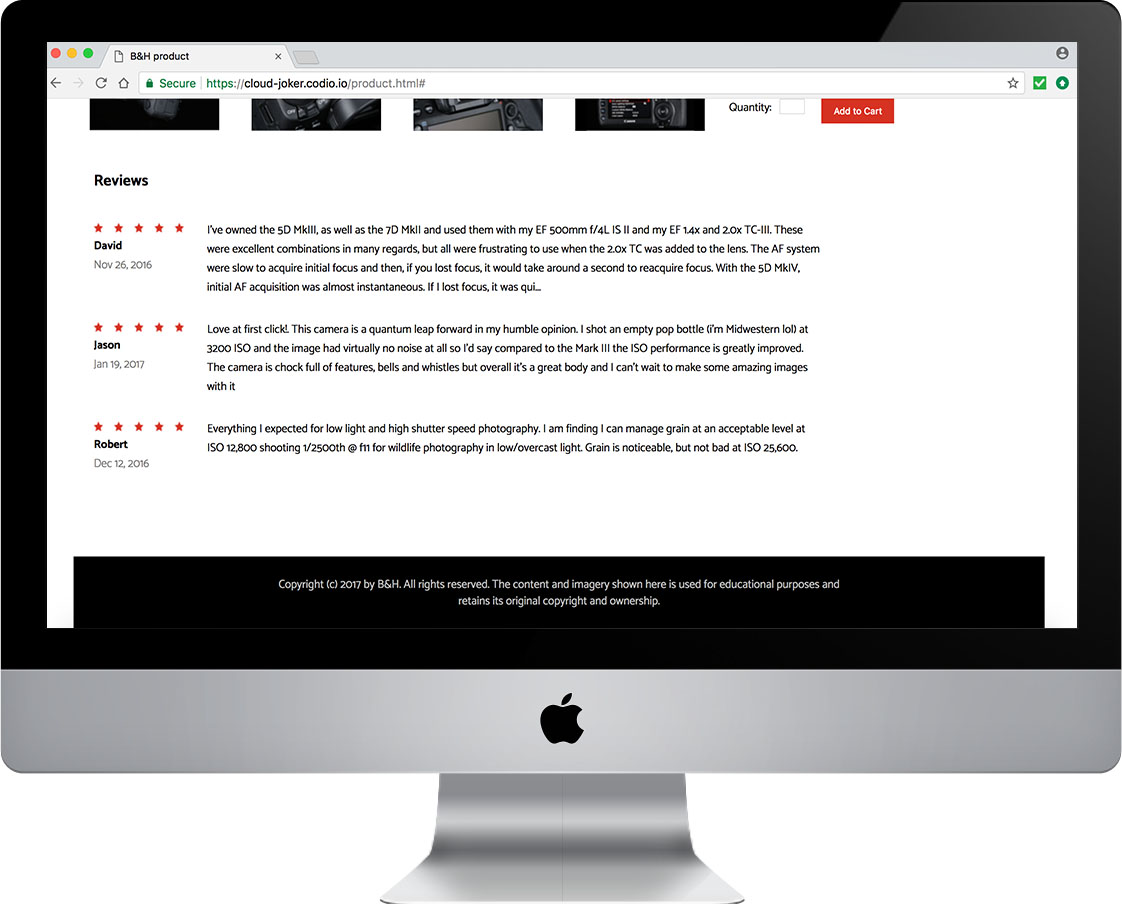 B&H product
Secure https://cloud-joker.codio.io/product.html#
Quantity: Add to Cart
Canon
Reviews
I've owned the 5D MkIII, as well as the 7D MkII and used them with my EF 500mm f/4L IS II and my EF 1.4x and 2.0x TC-III. These
David
were excellent combinations in many regards, but all were frustrating to use when the 2.0x TC was added to the lens. The AF system
Nov 26, 2016
were slow to acquire initial focus and then, if you lost focus, it would take around a second to reacquire focus. With the 5D MkIV,
initial AF acquisition was almost instantaneous. If I lost focus, it was qui...
Love at first click!. This camera is a quantum leap forward in my humble opinion. I shot an empty pop bottle (i'm Midwestern lol) at
Jason
3200 ISO and the image had virtually no noise at all so I'd say compared to the Mark III the ISO performance is greatly improved.
Jan 19, 2017
The camera is chock full of features, bells and whistles but overall it's a great body and I can't wait to make some amazing images
with it
Everything I expected for low light and high shutter speed photography. I am finding I can manage grain at an acceptable level at
Robert
ISO 12,800 shooting 1/2500th @ f11 for wildlife photography in low/overcast light. Grain is noticeable, but not bad at ISO 25,600.
Dec 12, 2016
Copyright (c) 2017 by B&H. All rights reserved. The content and imagery shown here is used for educational purposes and
retains its original copyright and ownership.